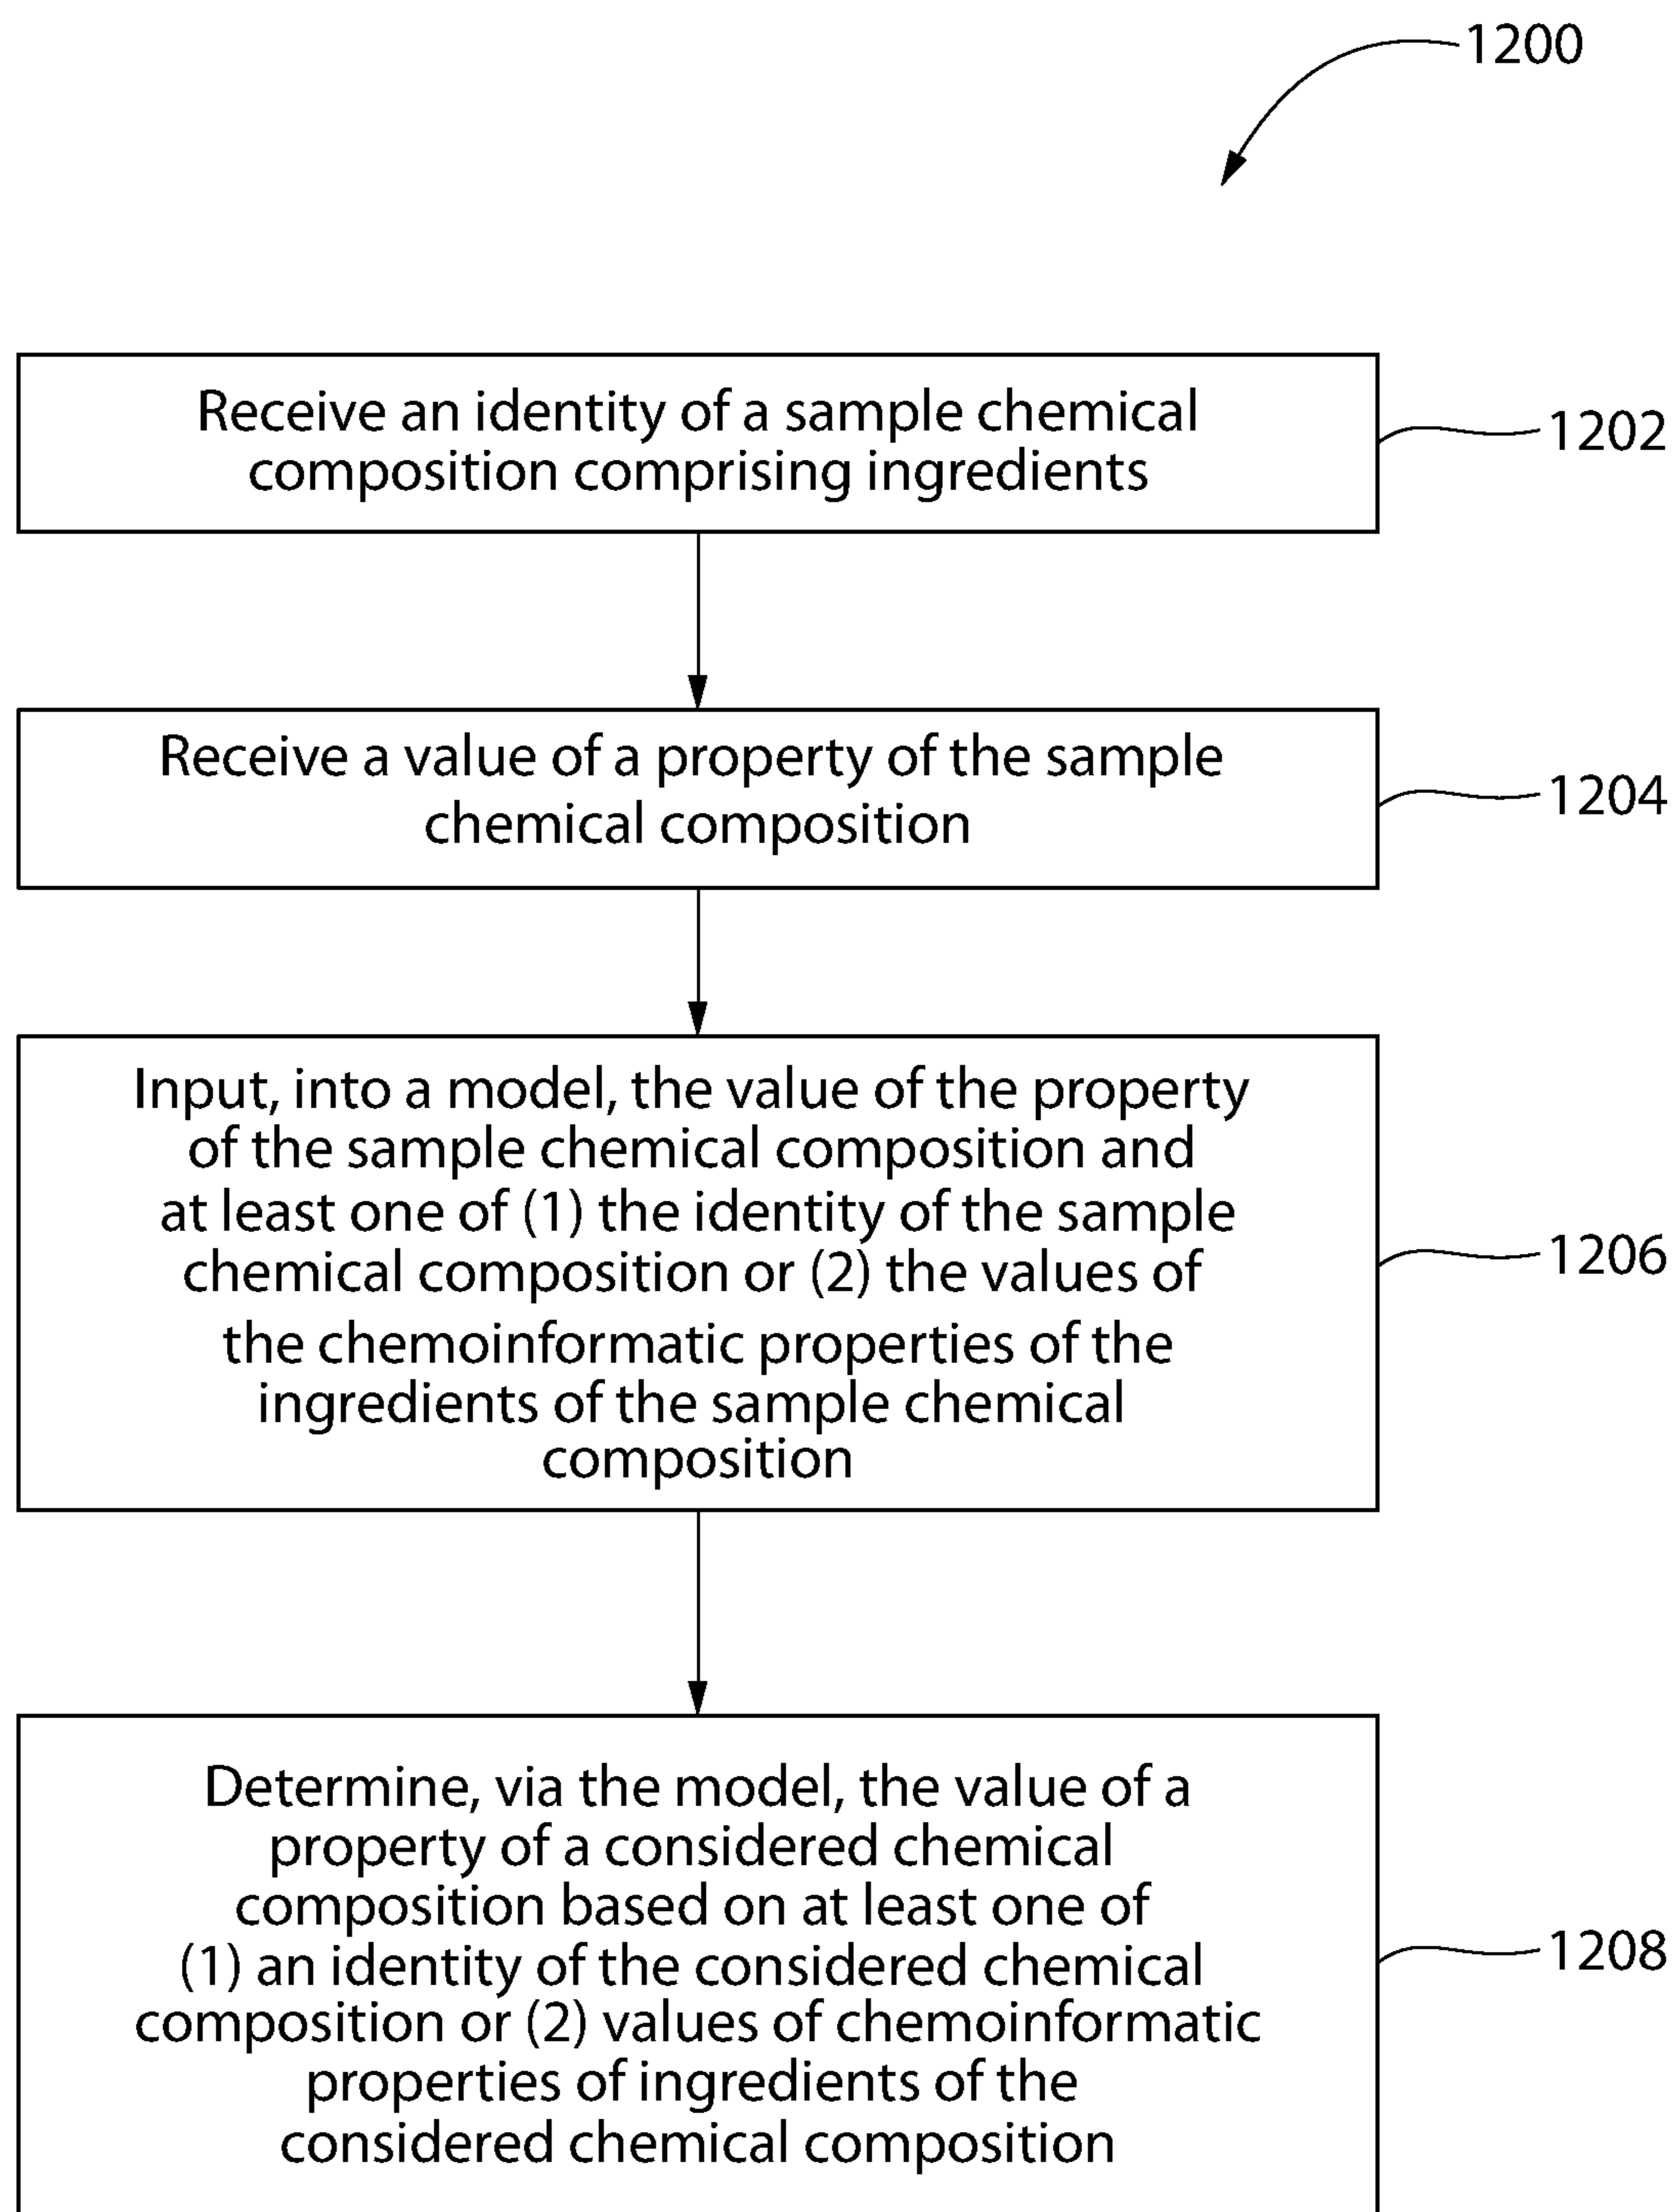 1200
Receive an identity of a sample chemical
composition comprising ingredients
1202
Receive a value of a property of the sample
chemical composition
1204
Input, into a model, the value of the property
of the sample chemical composition and
at least one of (1) the identity of the sample
chemical composition or (2) the values of
the chemoinformatic properties of the
ingredients of the sample chemical
composition
1206
Determine, via the model, the value of a
property of a considered chemical
composition based on at least one of
(1) an identity of the considered chemical
composition or (2) values of chemoinformatic
properties of ingredients of the
considered chemical composition
1208